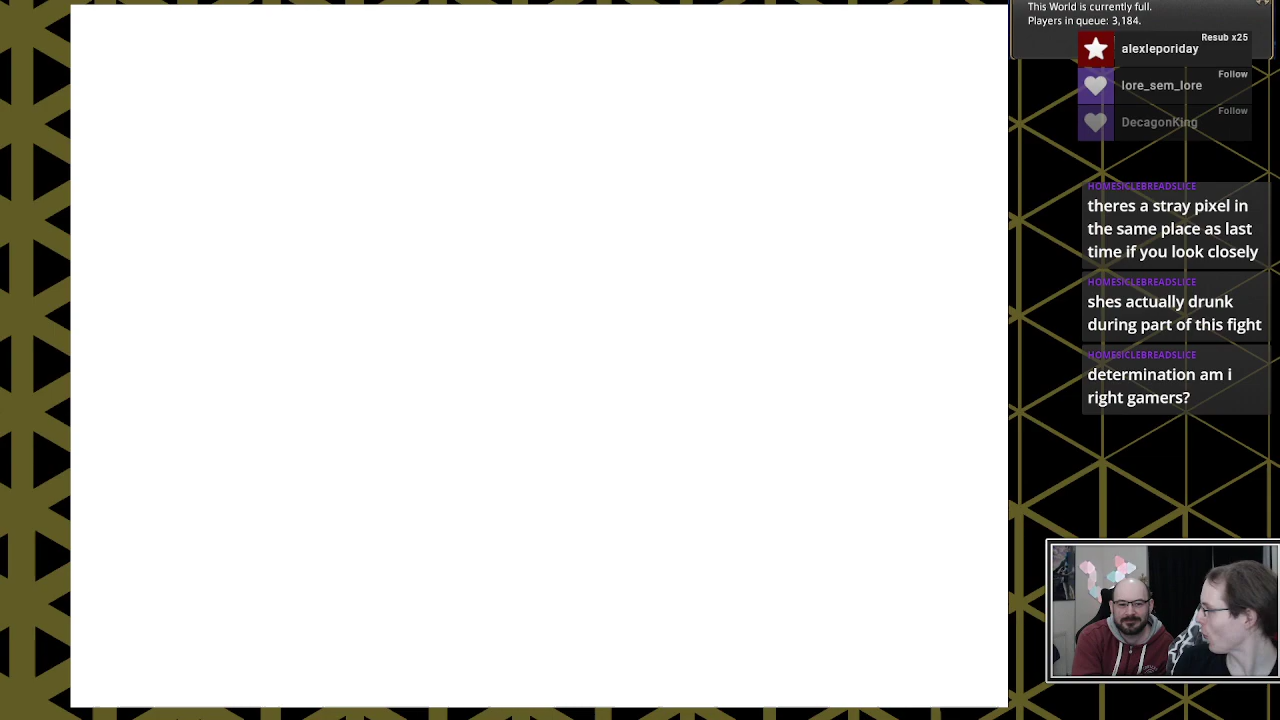 This World is currently full.
Players in queue: 3,184.
Resub x25
alexleporiday
Follow
lore_sem_lore
Follow
DecagonKing
HOMESICLEBREADSLICE
theres a stray pixel in
the same place as last
time if you look closely
HOMESICLEBREADSLICE
shes actually drunk
during part of this fight
HOMESICLEBREADSLICE
determination am i
right gamers?